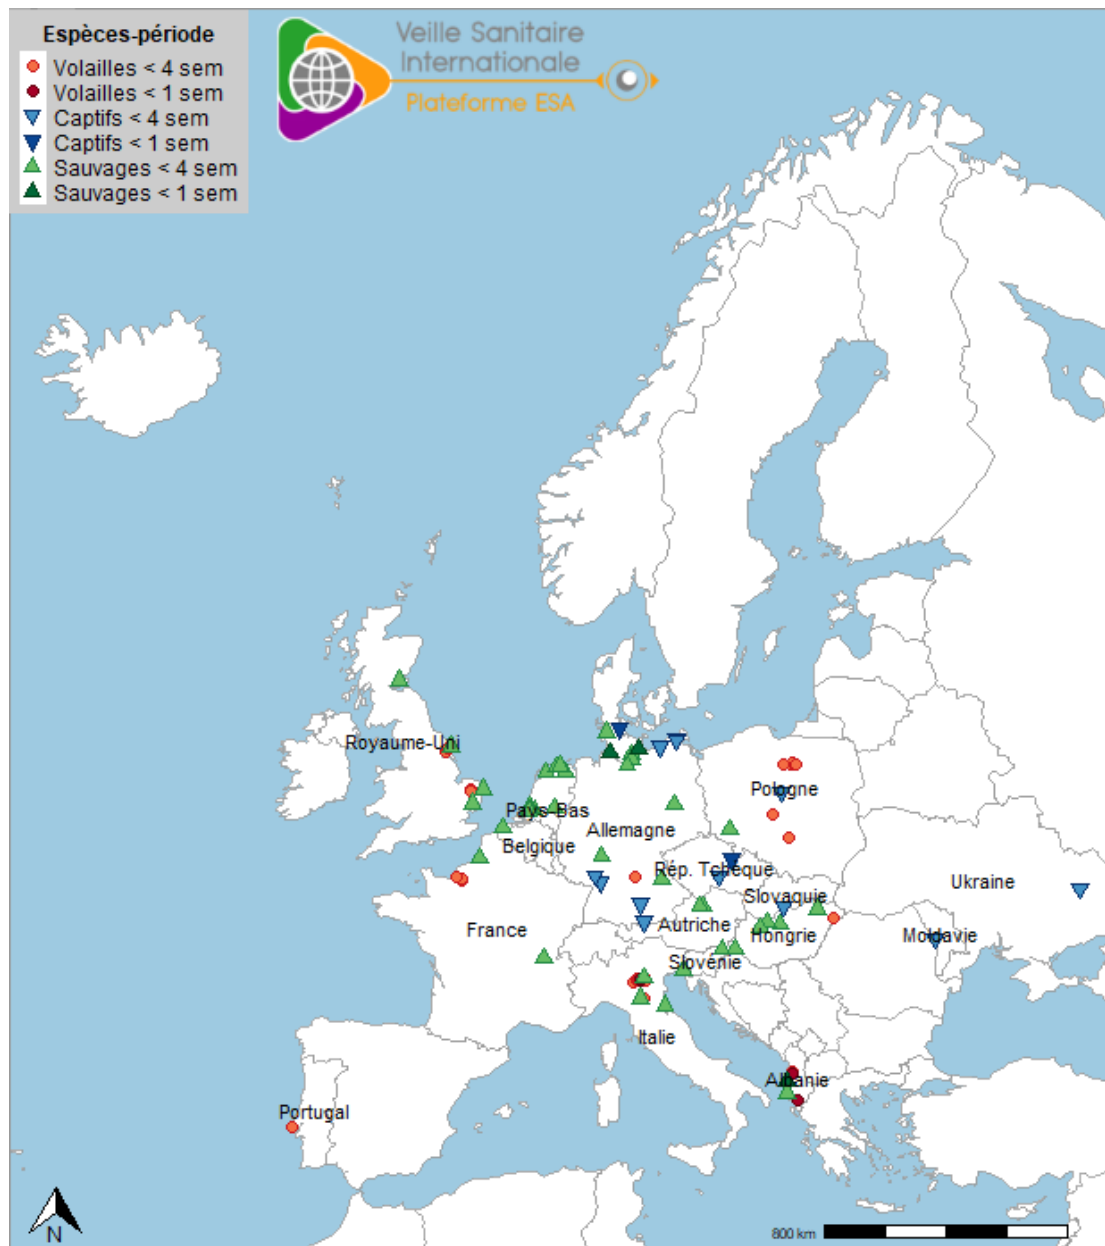 Espèces-période
Volailles < 4 sem
Volailles < 1 sem
Captifs < 4 sem
Captifs < 1 sem
Sauvages < 4 sem
Sauvages < 1 sem
Veille Sanitaire
Internationale
Plateforme ESA
Royaume-Uni
Pologne
Pays-Bas
Allemagne
Belgique
Rép. Tchèque
Ukraine
Slovaquie
Autriche
France
Hongrie
Moldavie
Slovénie
Italie
Albanie
Portugal
N
800 km